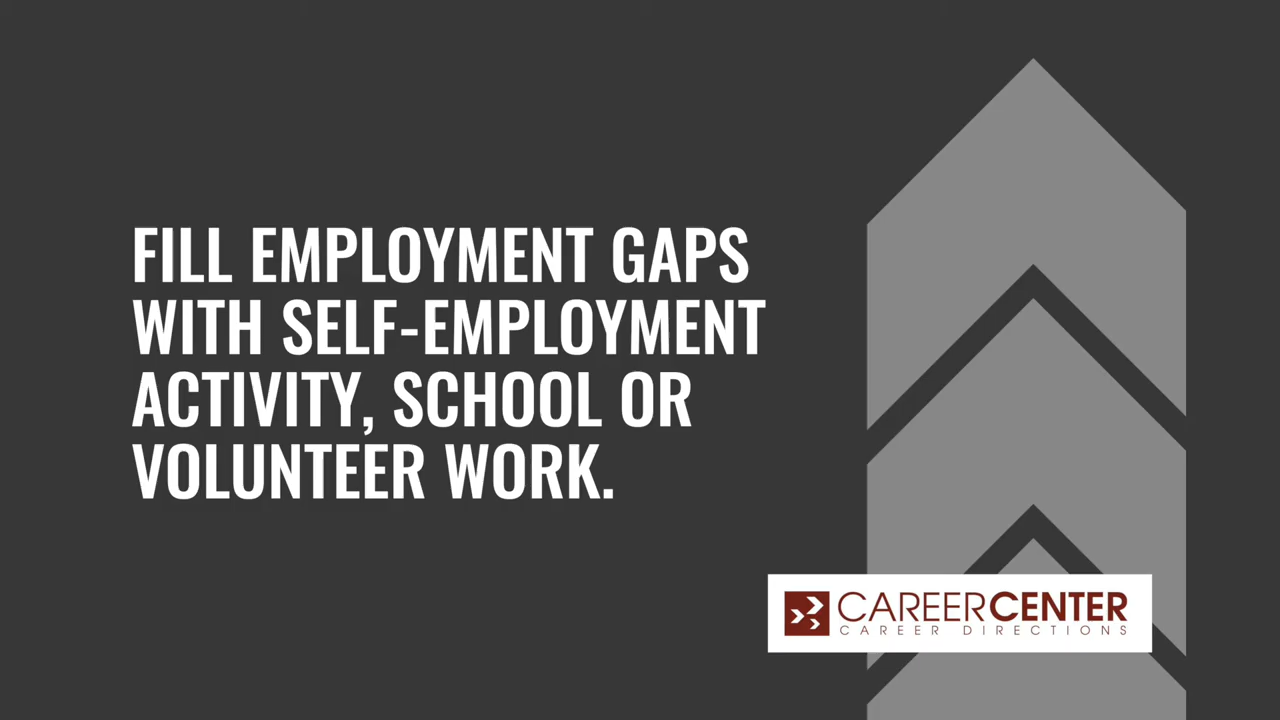 FILL EMPLOYMENT GAPS
WITH SELF-EMPLOYMENT
ACTIVITY, SCHOOL OR
VOLUNTEER WORK.
CAREERCENTER
CAREER DIRECTIONS